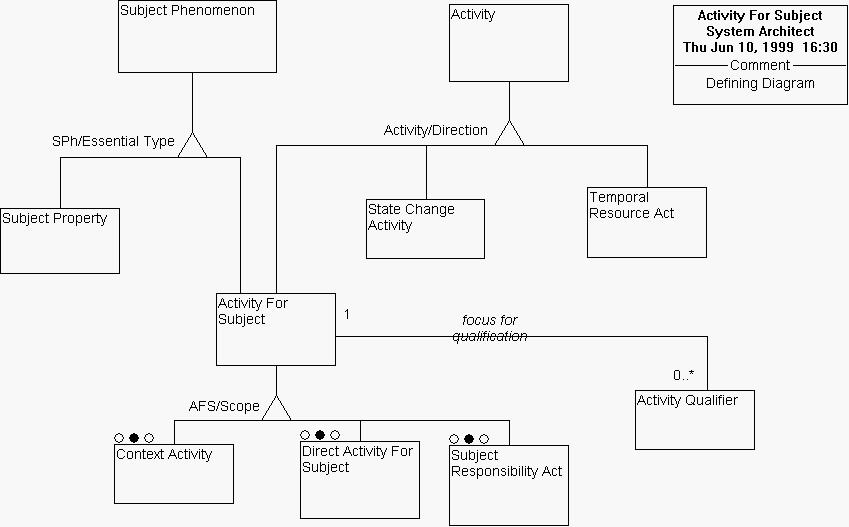 Subject Phenomenon
Activity
Activity For Subject
System Architect
Thu Jun 10, 1999  16:30
Comment
Defining Diagram
SPh/Essential Type
Activity/Direction
Subject Property
State Change
Activity
Temporal
Resource Act
Activity For
Subject
1
focus for
qualification
0..*
Activity Qualifier
AFS/Scope
Context Activity
Direct Activity For
Subject
Subject
Responsibility Act